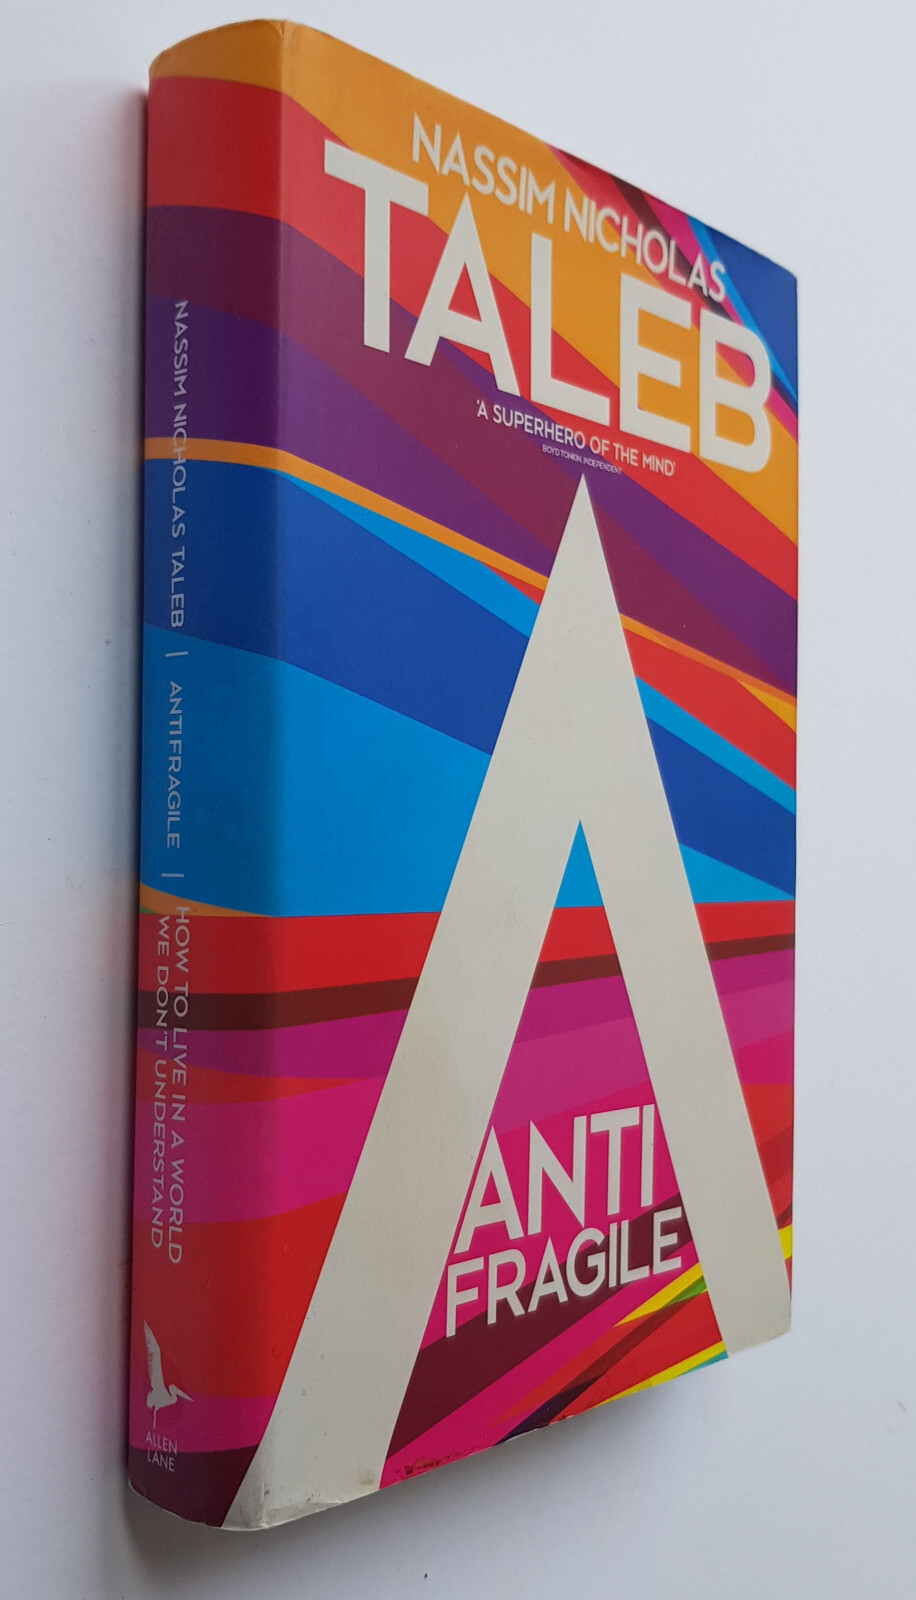 NASSIM NICHOLAS
TALEB
'A SUPERHERO OF THE MIND'
BOYD TONKIN, INDEPENDENT
ANTI
FRAGILE
NASSIM NICHOLAS TALEB | ANTIFRAGILE | HOW TO LIVE IN A WORLD
WE DON'T UNDERSTAND
ALLEN
LANE